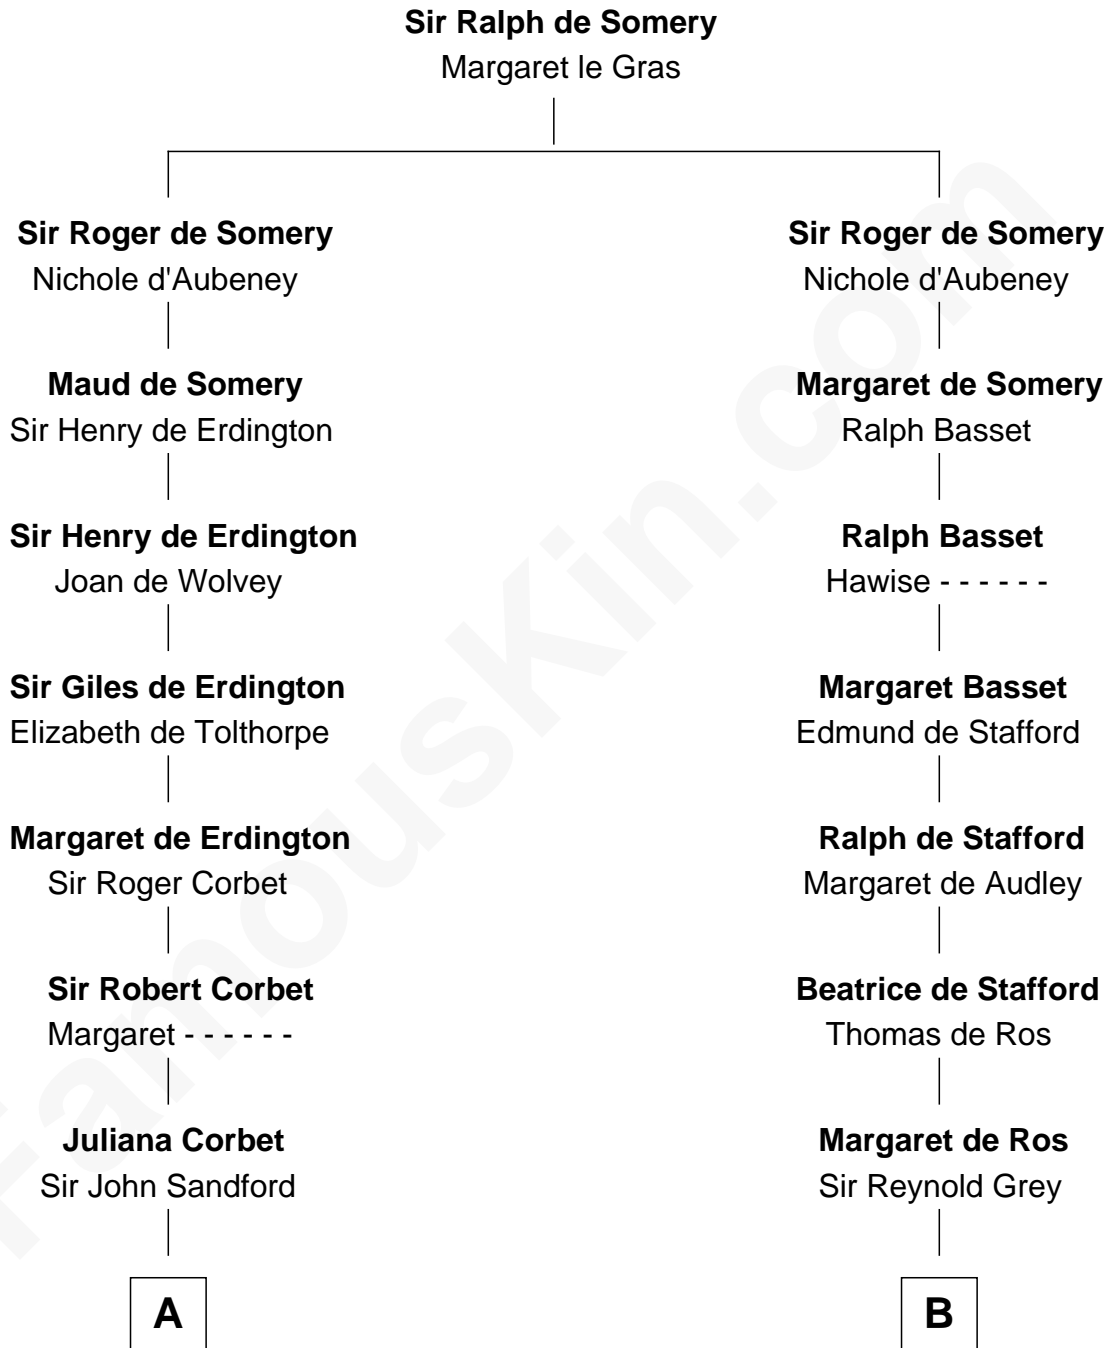 Sir Ralph de Somery
Margaret le Gras
Sir Roger de Somery
Nichole d'Aubeney
Maud de Somery
Sir Henry de Erdington
Sir Henry de Erdington
Joan de Wolvey
Sir Giles de Erdington
Elizabeth de Tolthorpe
Margaret de Erdington
Sir Roger Corbet
Sir Robert Corbet
Margaret - - - - - -
Juliana Corbet
Sir John Sandford
A
Sir Roger de Somery
Nichole d'Aubeney
Margaret de Somery
Ralph Basset
Ralph Basset
Hawise - - - - - -
Margaret Basset
Edmund de Stafford
Ralph de Stafford
Margaret de Audley
Beatrice de Stafford
Thomas de Ros
Margaret de Ros
Sir Reynold Grey
B
FamousKin.com